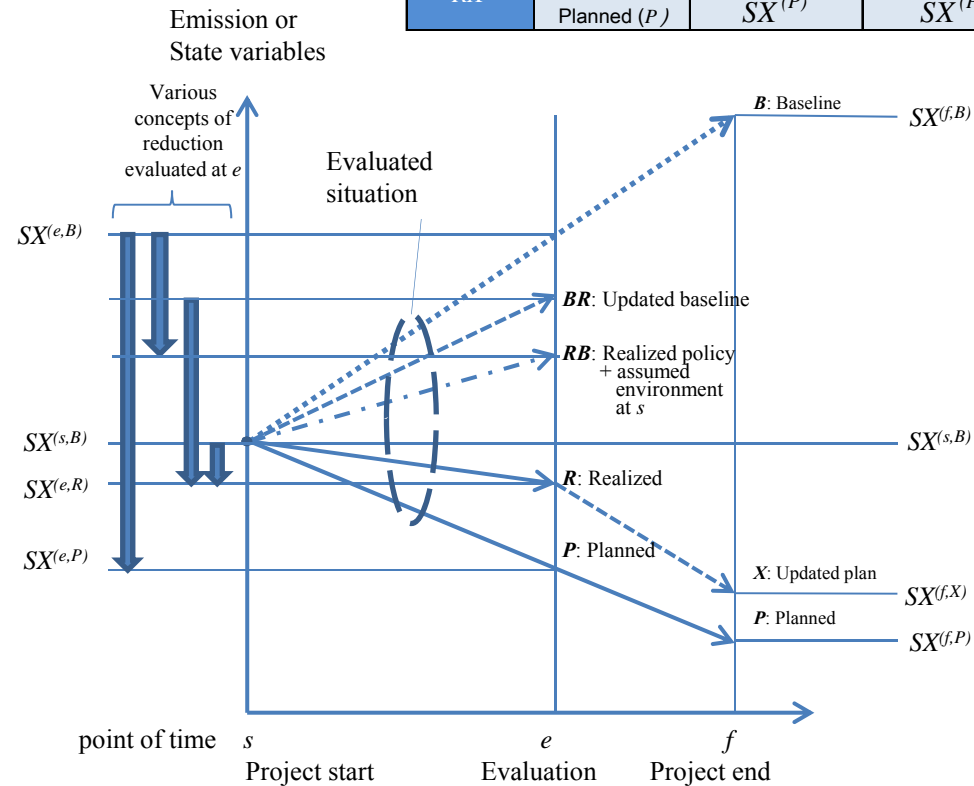 Planned (P)
SX^(P)
Emission or
State variables
Various
concepts of
reduction
evaluated at e
Evaluated
situation
B: Baseline
SX^(f,B)
SX^(e,B)
BR: Updated baseline
RB: Realized policy
+ assumed
environment
at s
SX^(s,B)
SX^(s,B)
SX^(e,R)
R: Realized
SX^(e,P)
P: Planned
X: Updated plan
SX^(f,X)
P: Planned
SX^(f,P)
point of time s e f
Project start Evaluation Project end